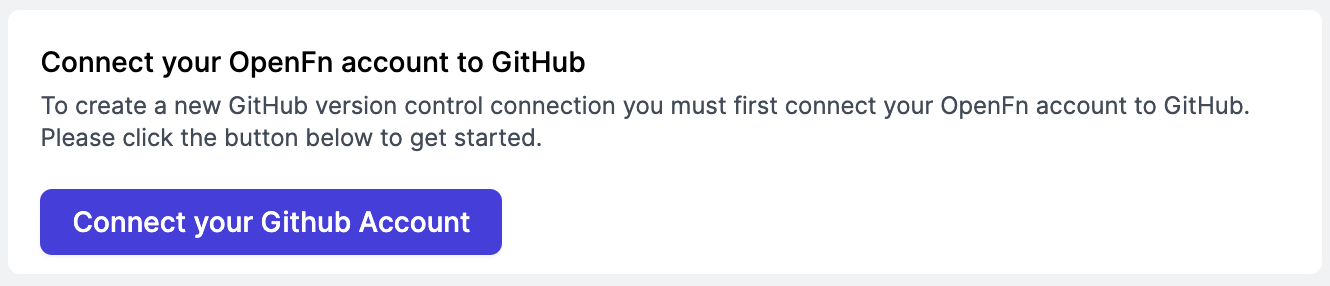 Connect your OpenFn account to GitHub
To create a new GitHub version control connection you must first connect your OpenFn account to GitHub.
Please click the button below to get started.
Connect your Github Account